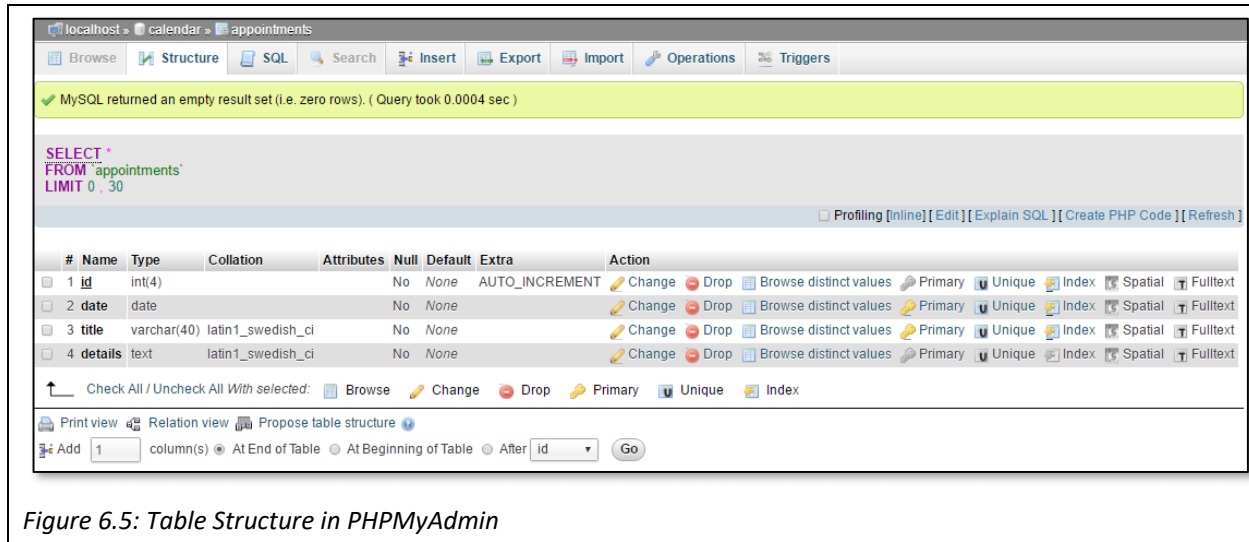 localhost » calendar » appointments
Browse Structure SQL Search Insert Export Import Operations Triggers
MySQL returned an empty result set (i.e. zero rows). ( Query took 0.0004 sec )
SELECT *
FROM `appointments`
LIMIT 0 , 30
Profiling [Inline] [ Edit ] [ Explain SQL ] [ Create PHP Code ] [ Refresh ]
# Name Type Collation Attributes Null Default Extra Action
1 id int(4) No None AUTO_INCREMENT Change Drop Browse distinct values Primary Unique Index Spatial Fulltext
2 date date No None Change Drop Browse distinct values Primary Unique Index Spatial Fulltext
3 title varchar(40) latin1_swedish_ci No None Change Drop Browse distinct values Primary Unique Index Spatial Fulltext
4 details text latin1_swedish_ci No None Change Drop Browse distinct values Primary Unique Index Spatial Fulltext
Check All / Uncheck All With selected: Browse Change Drop Primary Unique Index
Print view Relation view Propose table structure
Add 1 column(s) At End of Table At Beginning of Table After id Go
Figure 6.5: Table Structure in PHPMyAdmin